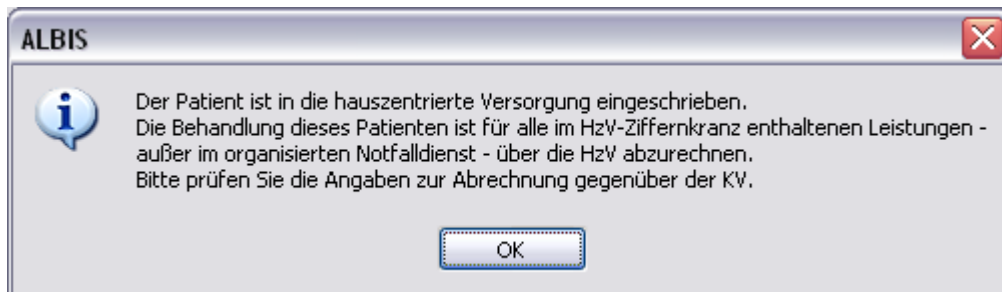 ALBIS
Der Patient ist in die hauszentrierte Versorgung eingeschrieben.
Die Behandlung dieses Patienten ist für alle im HzV-Ziffernkranz enthaltenen Leistungen -
außer im organisierten Notfalldienst - über die HzV abzurechnen.
Bitte prüfen Sie die Angaben zur Abrechnung gegenüber der KV.
OK